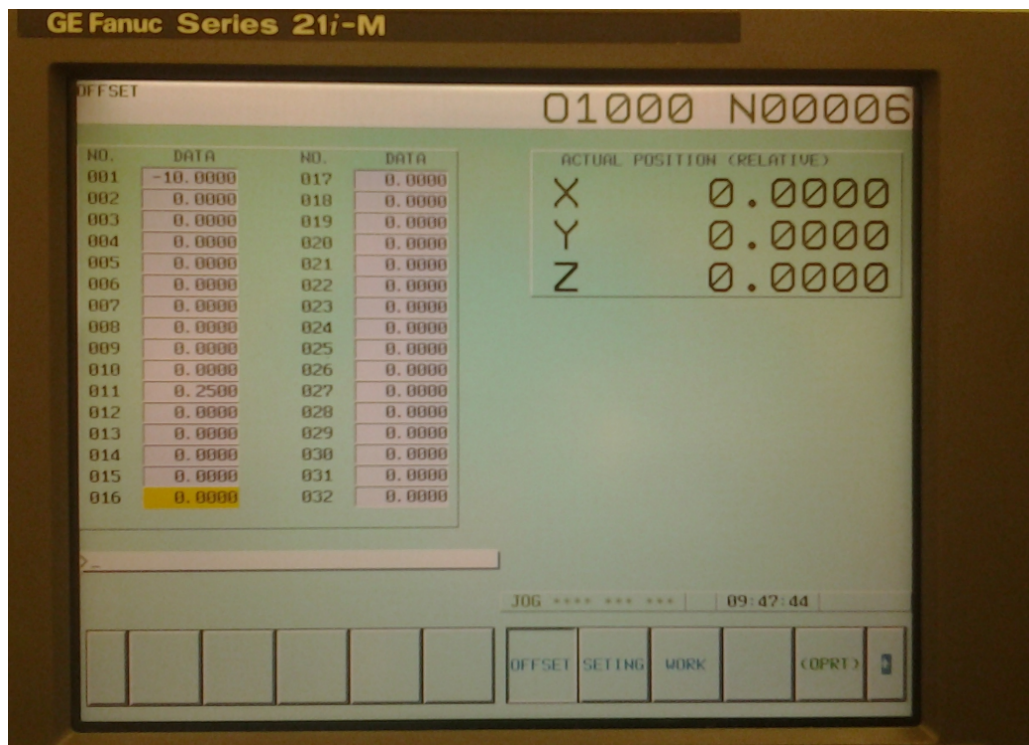 GE Fanuc Series 21i-M
OFFSET
O1000 N00006
NO. DATA NO. DATA
001 -10.0000 017 0.0000
002 0.0000 018 0.0000
003 0.0000 019 0.0000
004 0.0000 020 0.0000
005 0.0000 021 0.0000
006 0.0000 022 0.0000
007 0.0000 023 0.0000
008 0.0000 024 0.0000
009 0.0000 025 0.0000
010 0.0000 026 0.0000
011 0.2500 027 0.0000
012 0.0000 028 0.0000
013 0.0000 029 0.0000
014 0.0000 030 0.0000
015 0.0000 031 0.0000
016 0.0000 032 0.0000
ACTUAL POSITION (RELATIVE)
X 0.0000
Y 0.0000
Z 0.0000
>_
JOG **** *** *** 09:47:44
OFFSET SETING WORK (OPRT)